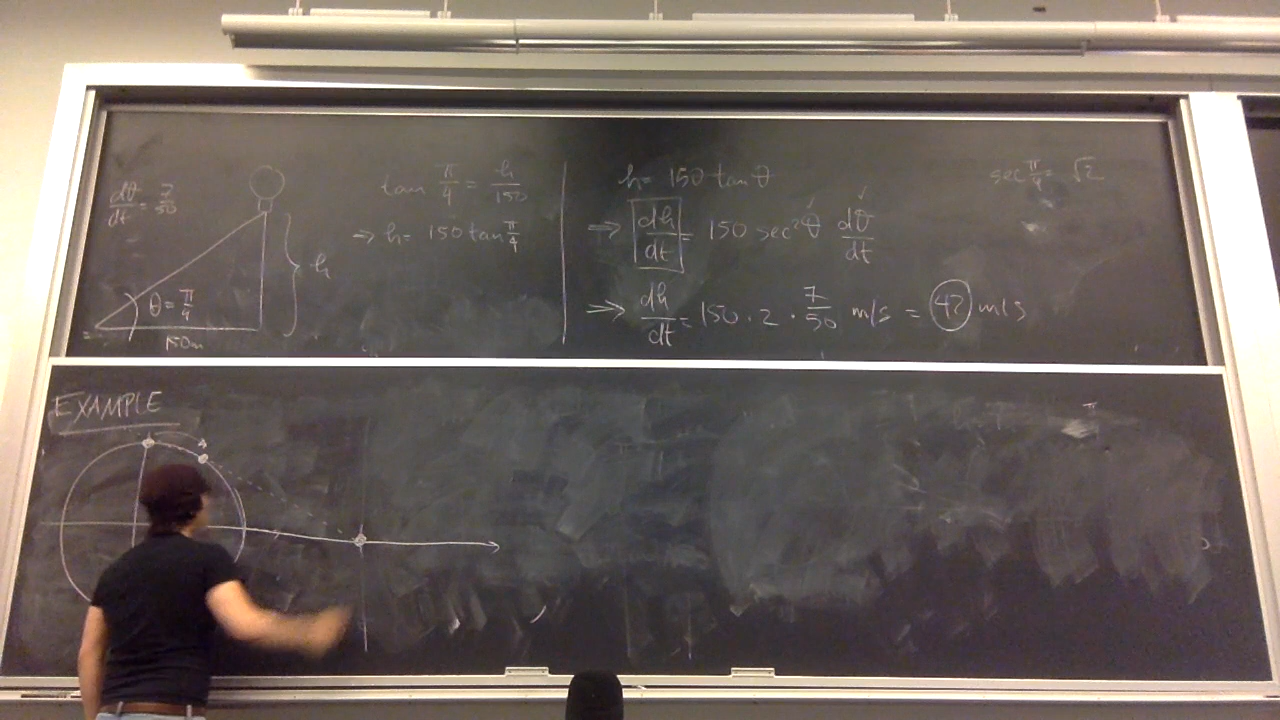 dθ/dt = 7/50
θ = π/4
150m
h
tan π/4 = h/150
⇒ h = 150 tan π/4
h = 150 tan θ
⇒ dh/dt = 150 sec² θ dθ/dt
⇒ dh/dt = 150 · 2 · 7/50 m/s = 42 m/s
sec π/4 = √2
EXAMPLE